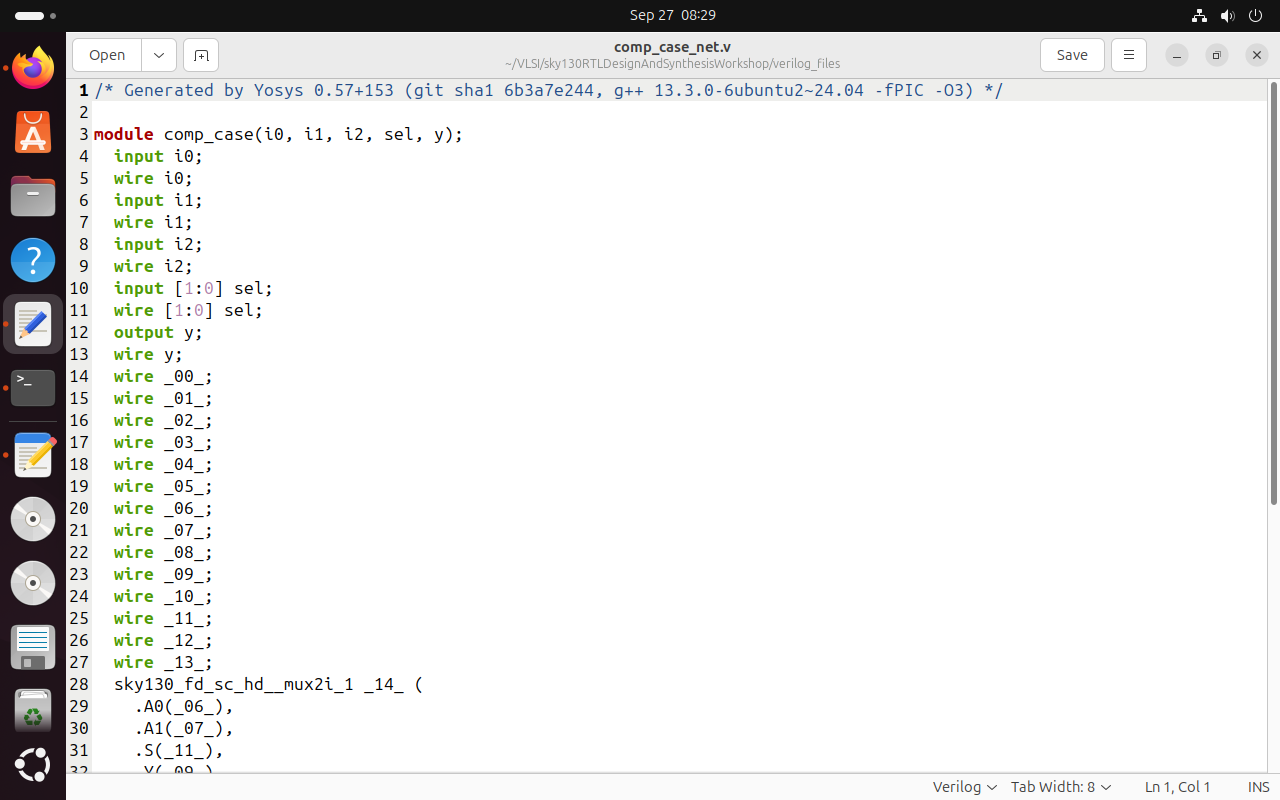 Sep 27 08:29
Open
comp_case_net.v
~/VLSI/sky130RTLDesignAndSynthesisWorkshop/verilog_files
Save
1 /* Generated by Yosys 0.57+153 (git sha1 6b3a7e244, g++ 13.3.0-6ubuntu2~24.04 -fPIC -O3) */
2
3 module comp_case(i0, i1, i2, sel, y);
4 input i0;
5 wire i0;
6 input i1;
7 wire i1;
8 input i2;
9 wire i2;
10 input [1:0] sel;
11 wire [1:0] sel;
12 output y;
13 wire y;
14 wire _00_;
15 wire _01_;
16 wire _02_;
17 wire _03_;
18 wire _04_;
19 wire _05_;
20 wire _06_;
21 wire _07_;
22 wire _08_;
23 wire _09_;
24 wire _10_;
25 wire _11_;
26 wire _12_;
27 wire _13_;
28 sky130_fd_sc_hd__mux2i_1 _14_ (
29 .A0(_06_),
30 .A1(_07_),
31 .S(_11_),
32 .Y(_09_)
Verilog Tab Width: 8 Ln 1, Col 1 INS